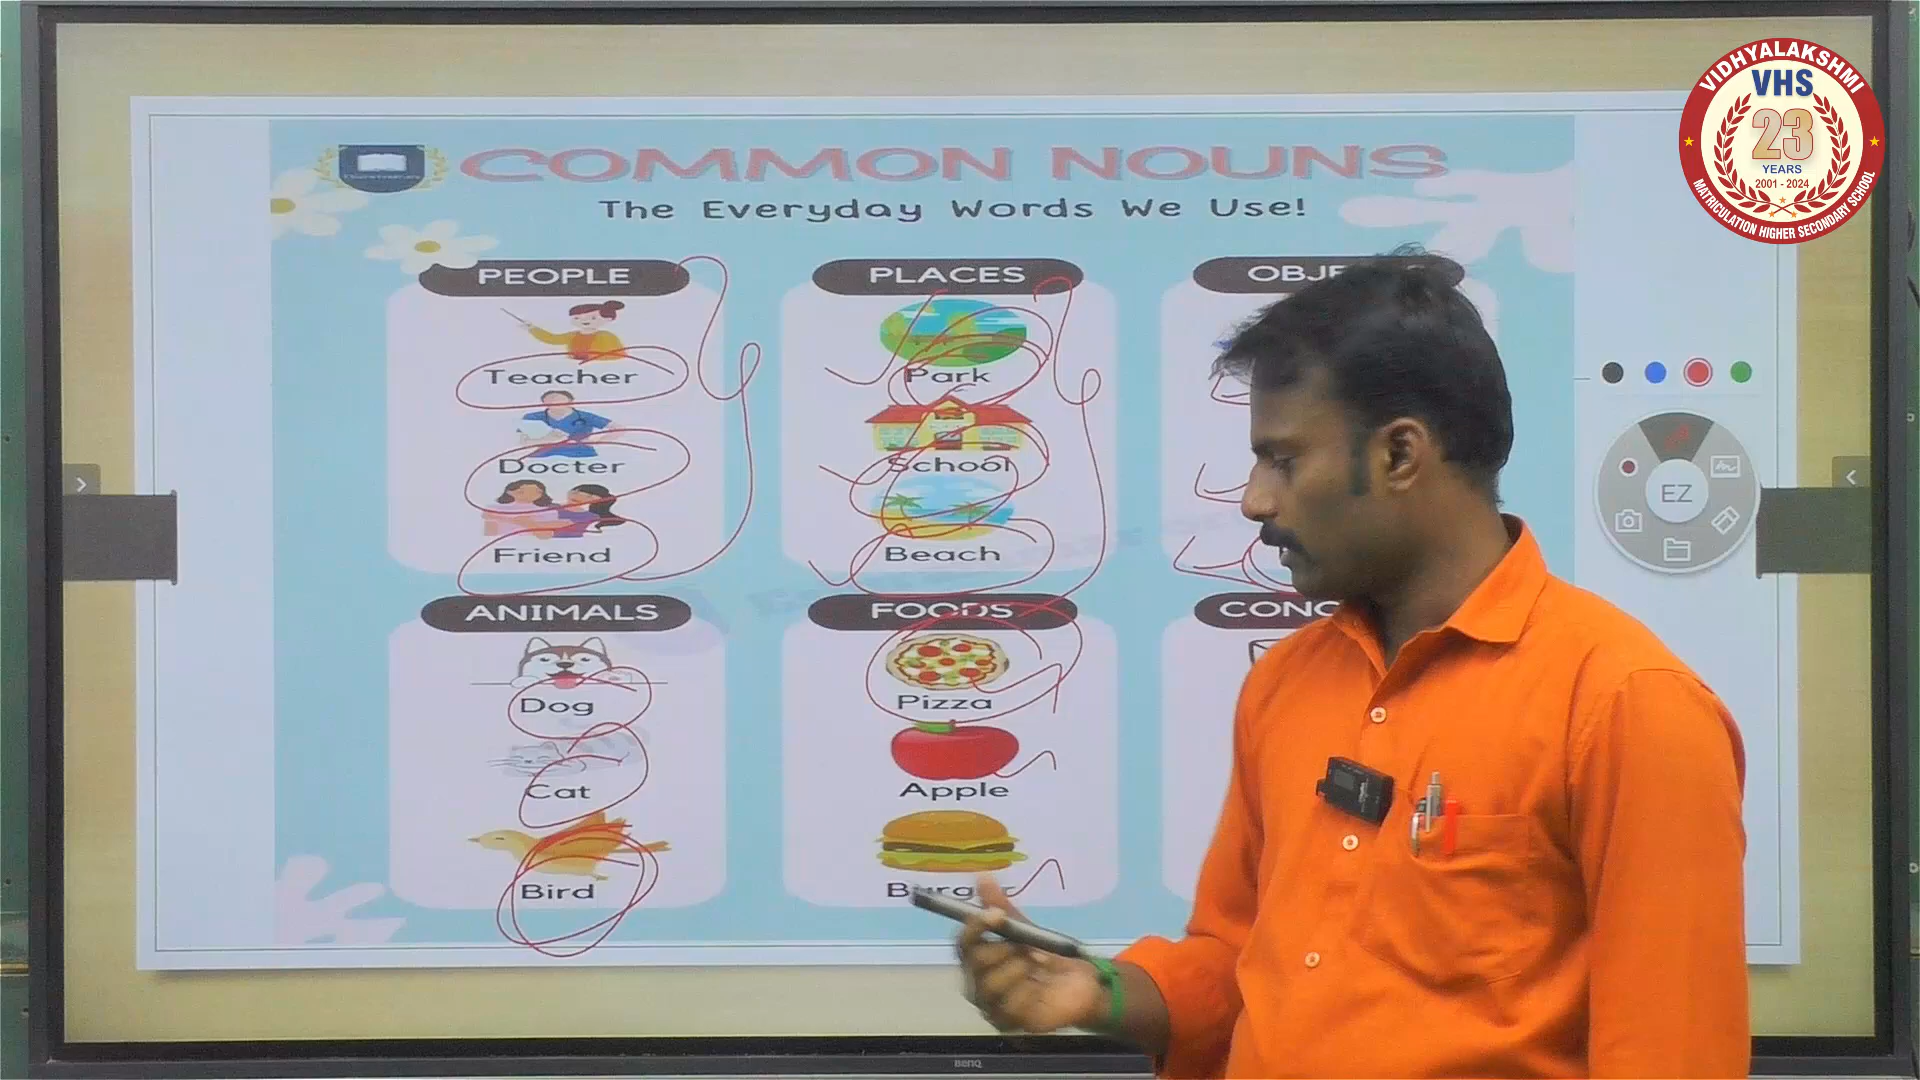 COMMON NOUNS
The Everyday Words We Use!
PEOPLE
Teacher
Docter
Friend
PLACES
Park
School
Beach
ANIMALS
Dog
Cat
Bird
FOODS
Pizza
Apple
EZ
BenQ
VIDHYALAKSHMI
VHS
23
YEARS
2001 - 2024
MATRICULATION HIGHER SECONDARY SCHOOL